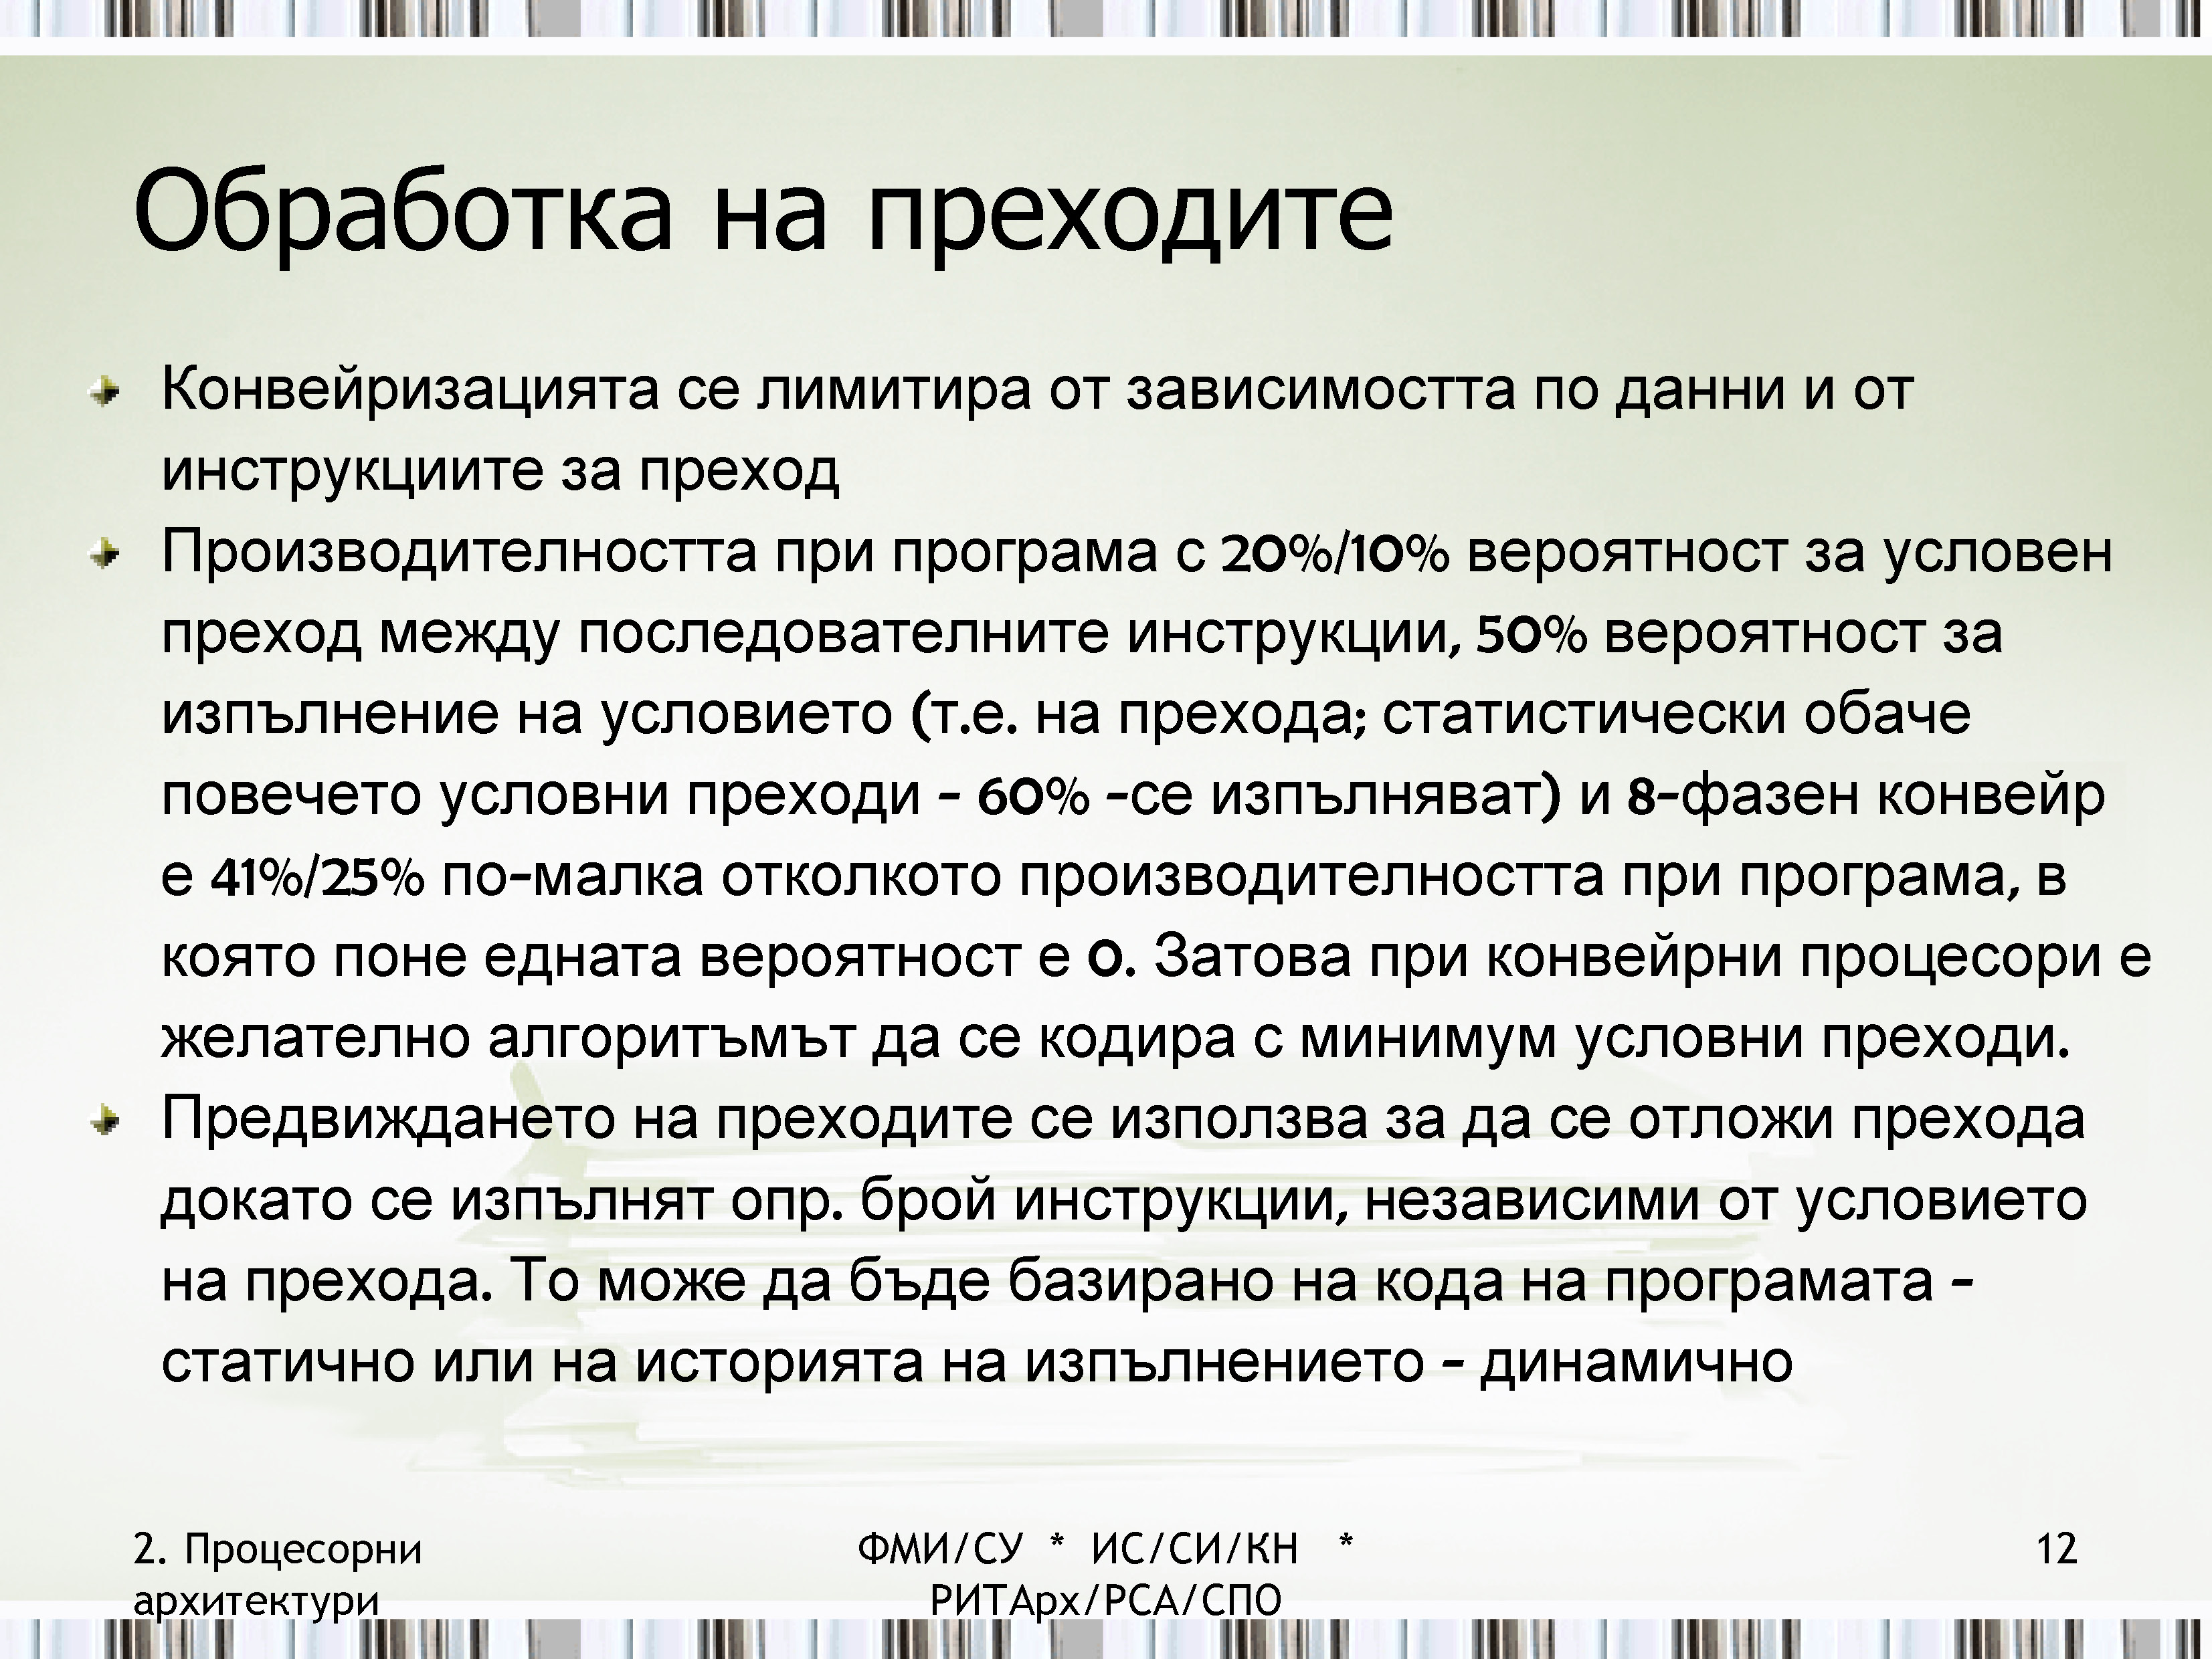 Обработка на преходите
Конвейризацията се лимитира от зависимостта по данни и от
инструкциите за преход
Производителността при програма с 20%/10% вероятност за условен
преход между последователните инструкции, 50% вероятност за
изпълнение на условието (т.е. на прехода; статистически обаче
повечето условни преходи - 60% -се изпълняват) и 8-фазен конвейр
е 41%/25% по-малка отколкото производителността при програма, в
която поне едната вероятност е 0. Затова при конвейрни процесори е
желателно алгоритъмът да се кодира с минимум условни преходи.
Предвиждането на преходите се използва за да се отложи прехода
докато се изпълнят опр. брой инструкции, независими от условието
на прехода. То може да бъде базирано на кода на програмата -
статично или на историята на изпълнението - динамично
2. Процесорни
архитектури
ФМИ/СУ * ИС/СИ/КН *
РИТАрх/РСА/СПО
12